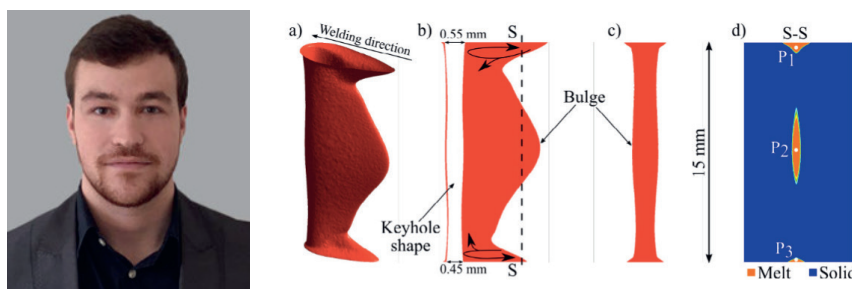 a) Welding direction
b) 0.55 mm S
c)
d) S-S
P1
Bulge
P2
15 mm
Keyhole
shape
0.45 mm S
P3
Melt Solid